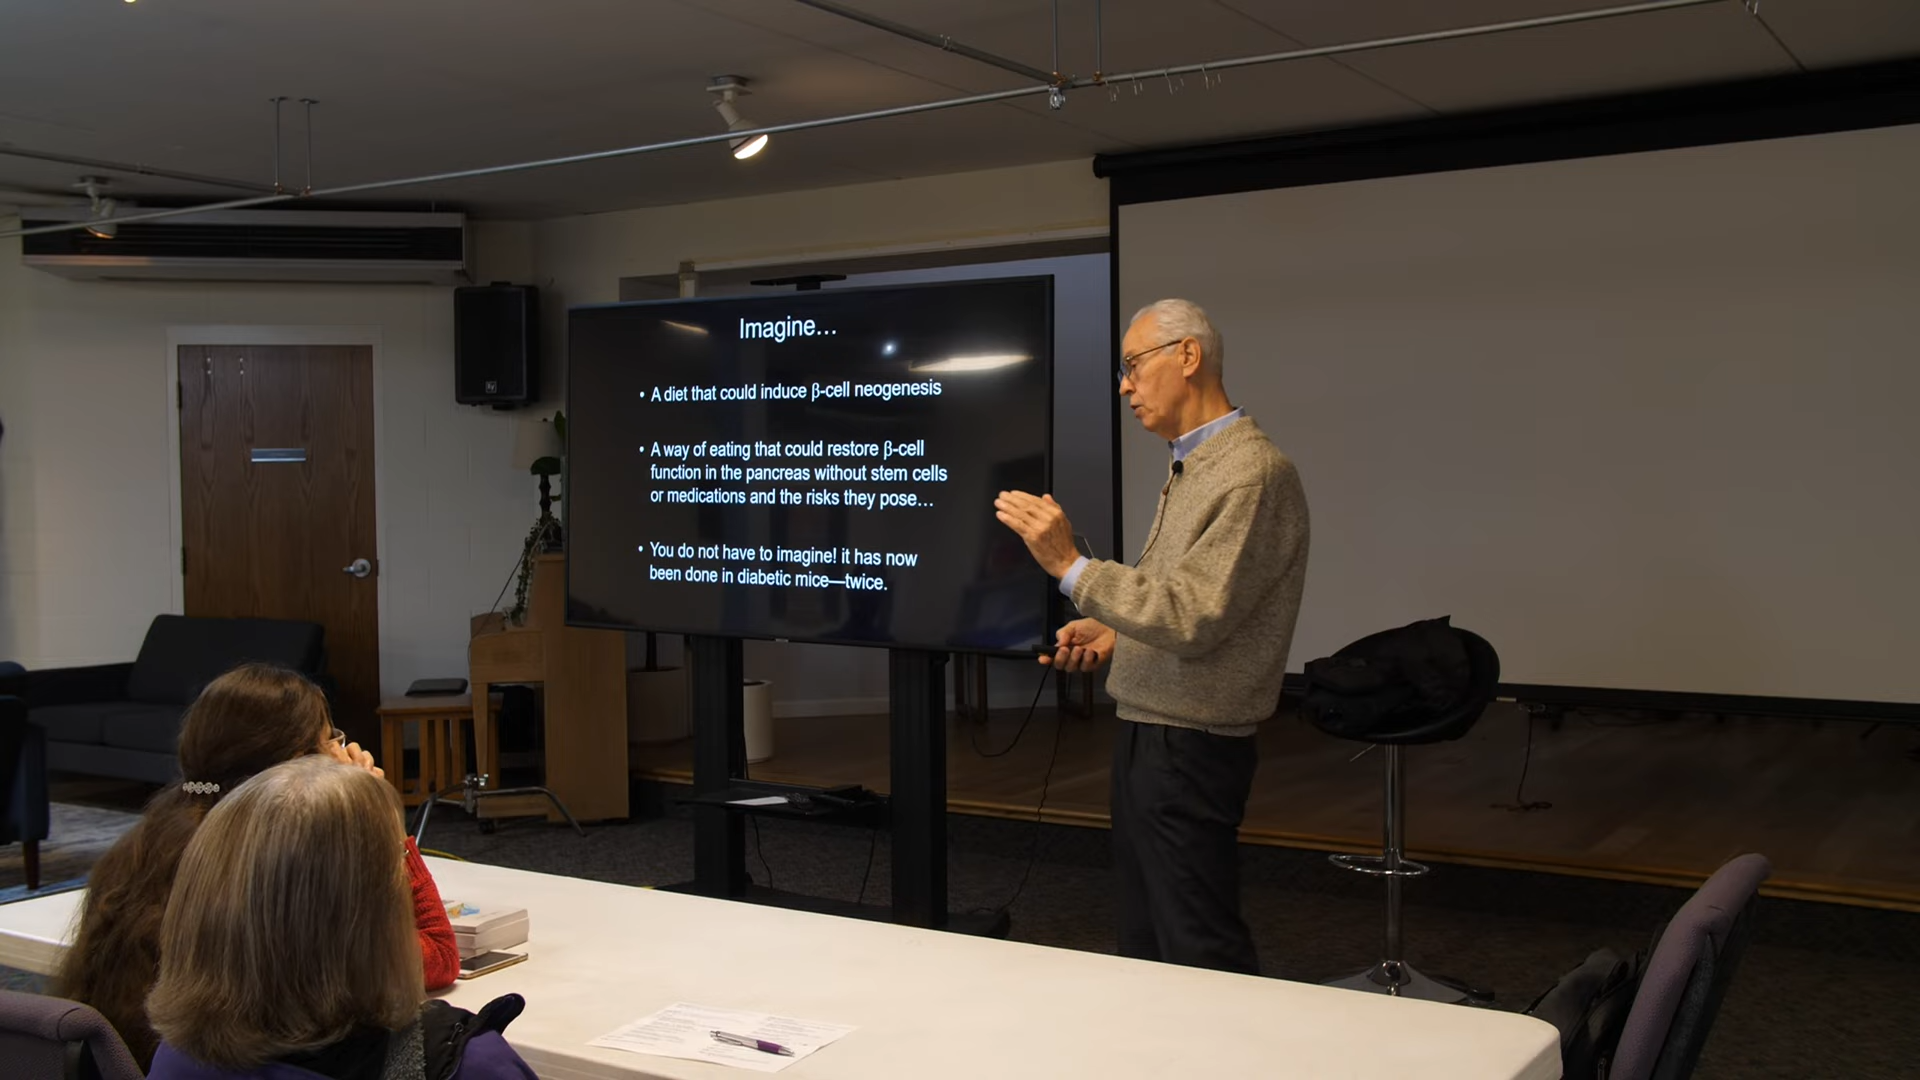 Imagine…
• A diet that could induce β-cell neogenesis
• A way of eating that could restore β-cell
function in the pancreas without stem cells
or medications and the risks they pose…
• You do not have to imagine! it has now
been done in diabetic mice—twice.